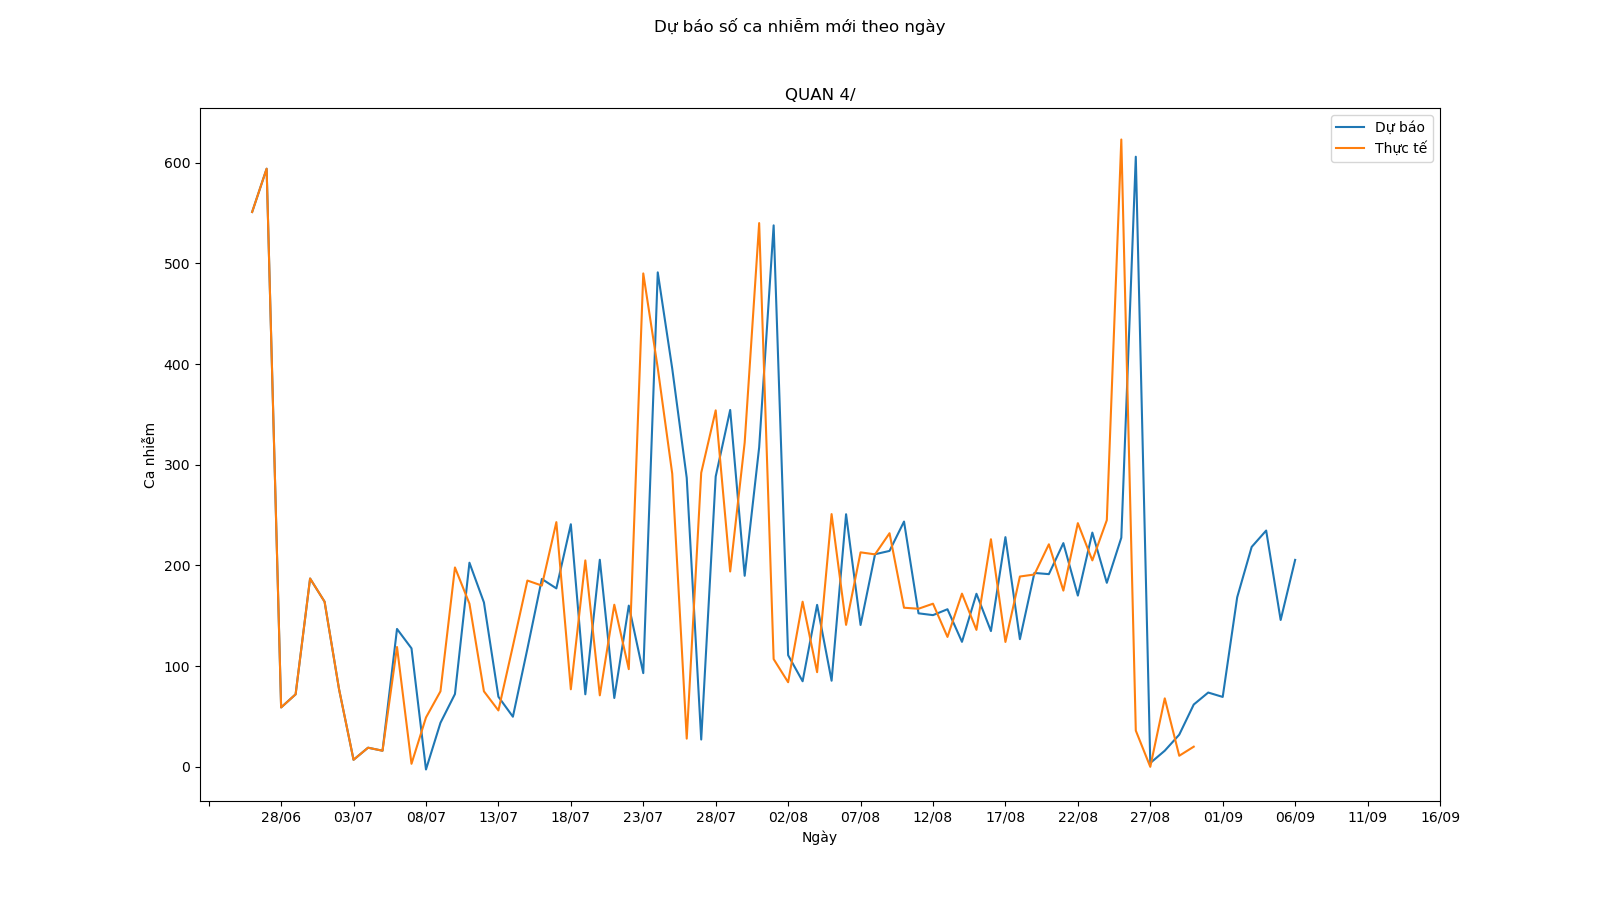 Dự báo số ca nhiễm mới theo ngày
QUAN 4/
Dự báo
Thực tế
Ca nhiễm
600
500
400
300
200
100
0
28/06 03/07 08/07 13/07 18/07 23/07 28/07 02/08 07/08 12/08 17/08 22/08 27/08 01/09 06/09 11/09 16/09
Ngày